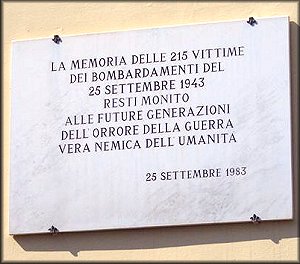 LA MEMORIA DELLE 215 VITTIME
DEI BOMBARDAMENTI DEL
25 SETTEMBRE 1943
RESTI MONITO
ALLE FUTURE GENERAZIONI
DELL'ORRORE DELLA GUERRA
VERA NEMICA DELL'UMANITÀ
25 SETTEMBRE 1983